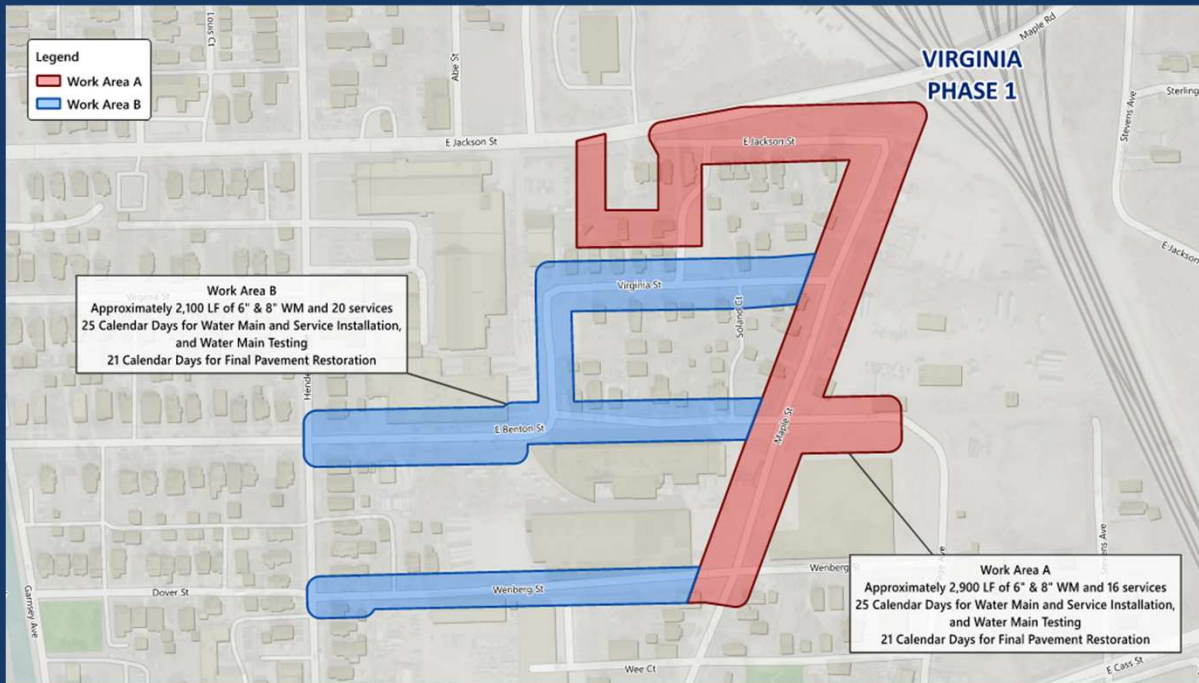 Legend
Work Area A
Work Area B
VIRGINIA
PHASE 1
Louis Ct
Abe St
Maple Rd
Stevens Ave
Sterling
E Jackson St
E Jackson St
E Jackson
Virginia St
Virginia St
Soland Ct
Work Area B
Approximately 2,100 LF of 6" & 8" WM and 20 services
25 Calendar Days for Water Main and Service Installation,
and Water Main Testing
21 Calendar Days for Final Pavement Restoration
E Benton St
Maple St
Wenberg St
Wenberg
Dover St
Garnsey Ave
Stevens Ave
Work Area A
Approximately 2,900 LF of 6" & 8" WM and 16 services
25 Calendar Days for Water Main and Service Installation,
and Water Main Testing
21 Calendar Days for Final Pavement Restoration
Wee Ct
E Cass St